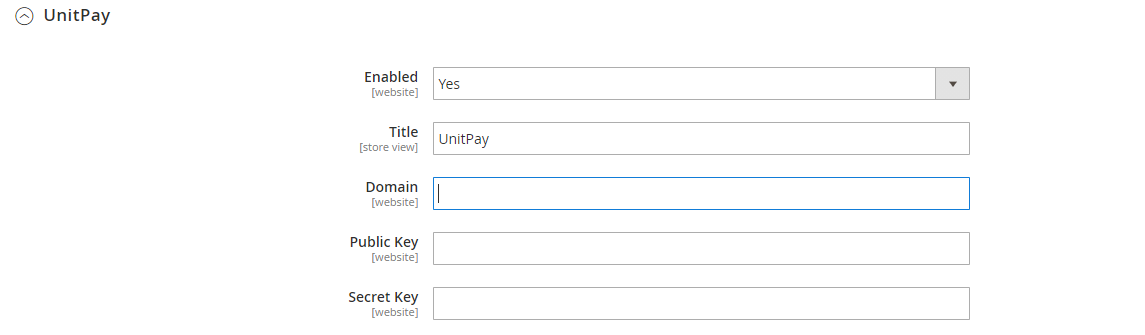 UnitPay
Enabled
[website]
Yes
Title
[store view]
UnitPay
Domain
[website]
Public Key
[website]
Secret Key
[website]